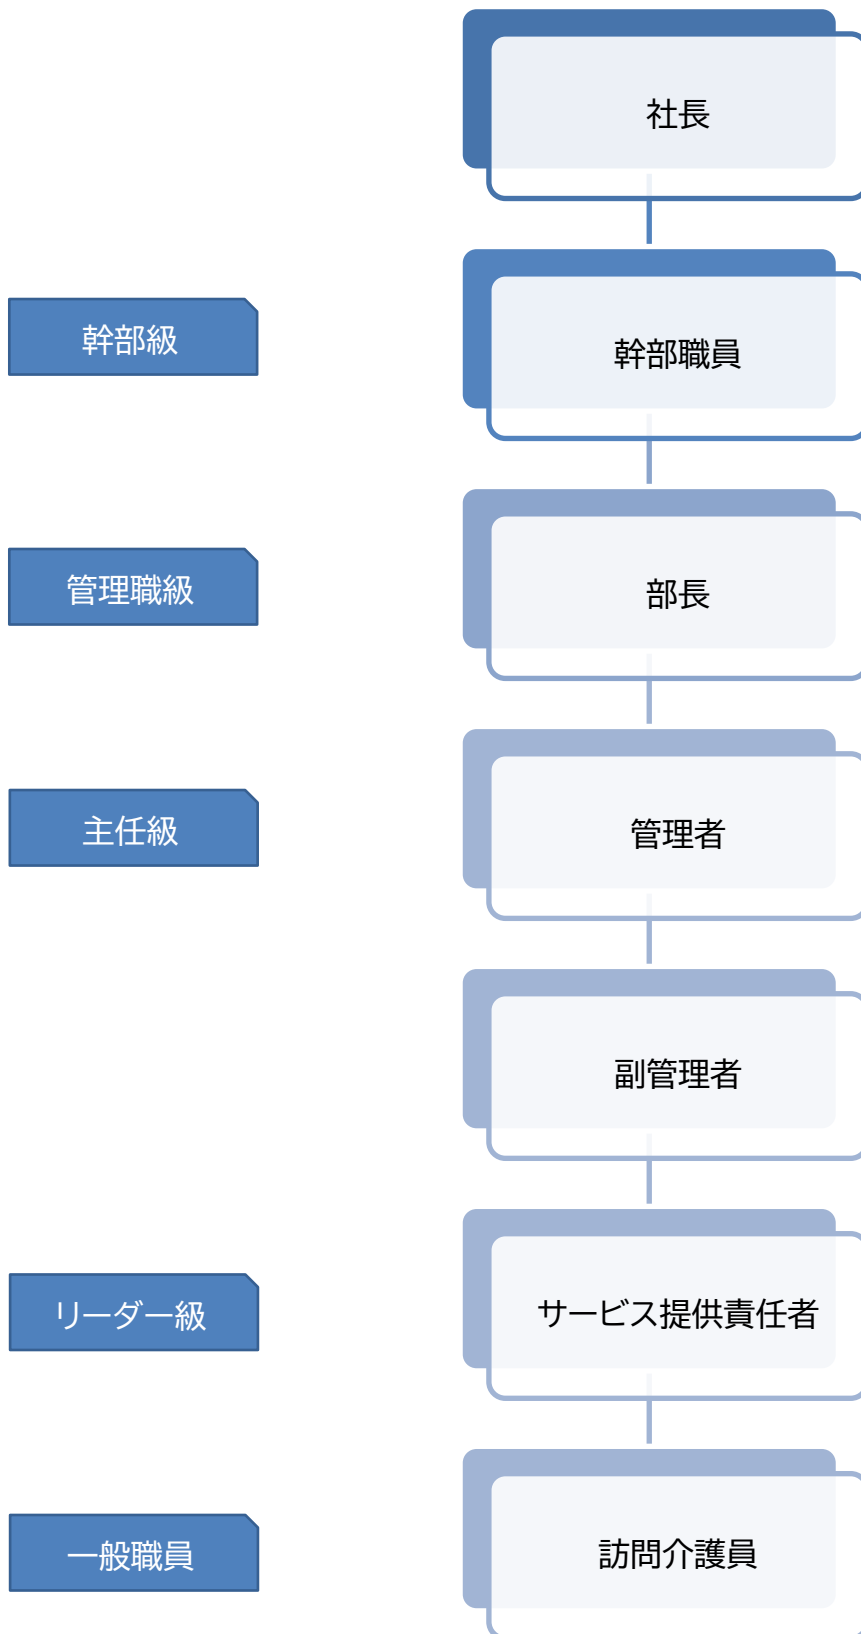 社長
幹部級
幹部職員
管理職級
部長
主任級
管理者
副管理者
リーダー級
サービス提供責任者
一般職員
訪問介護員